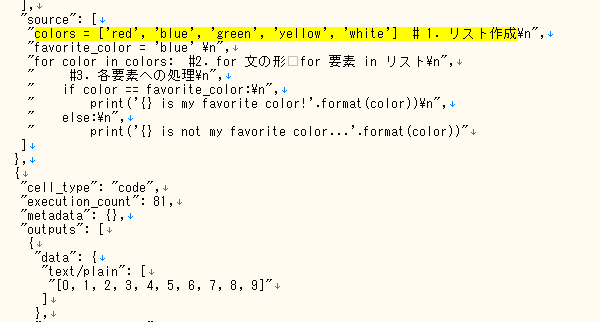 ],↓
"source": [↓
"colors = ['red', 'blue', 'green', 'yellow', 'white']  # 1. リスト作成¥n",↓
"favorite_color = 'blue' ¥n",↓
"for color in colors:  #2. for 文の形□for 要素 in リスト¥n",↓
"     #3. 各要素への処理¥n",↓
"    if color == favorite_color:¥n",↓
"        print('{} is my favorite color!'.format(color))¥n",↓
"    else:¥n",↓
"        print('{} is not my favorite color...'.format(color))"↓
]↓
},↓
{↓
"cell_type": "code",↓
"execution_count": 81,↓
"metadata": {},↓
"outputs": [↓
{↓
"data": {↓
"text/plain": [↓
"[0, 1, 2, 3, 4, 5, 6, 7, 8, 9]"↓
]↓
},↓